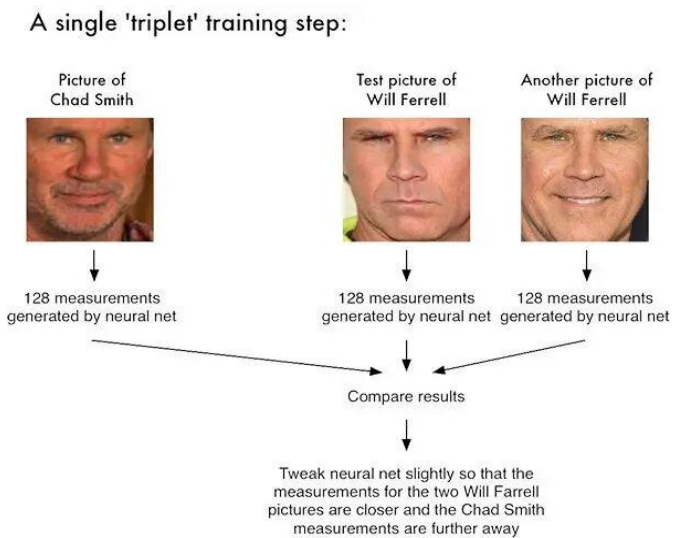 A single 'triplet' training step:
Picture of
Chad Smith
Test picture of
Will Ferrell
Another picture of
Will Ferrell
128 measurements
generated by neural net
128 measurements
generated by neural net
128 measurements
generated by neural net
Compare results
Tweak neural net slightly so that the
measurements for the two Will Farrell
pictures are closer and the Chad Smith
measurements are further away